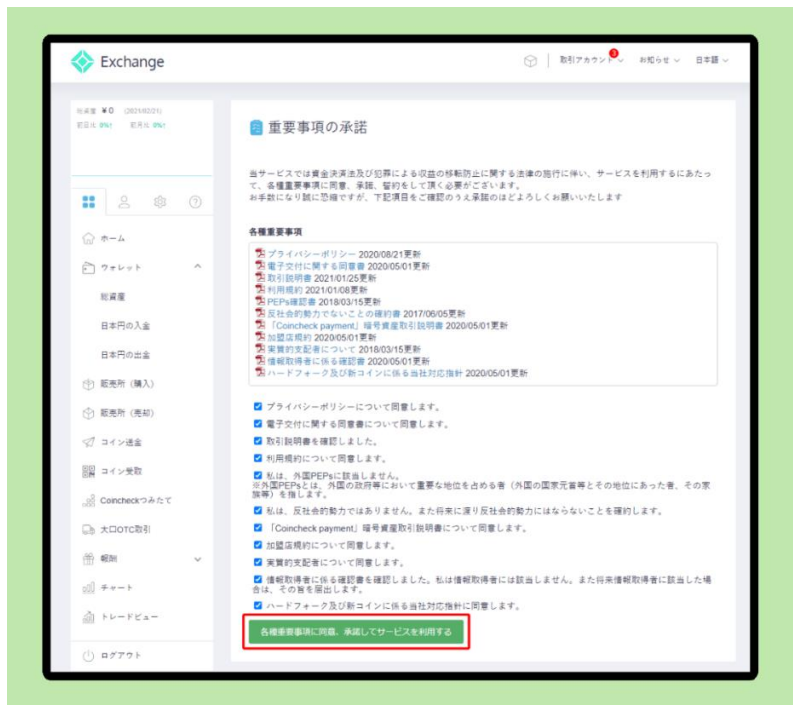 Exchange
3
取引アカウント
お知らせ
日本語
総資産 ¥0 (2021/02/21)
前日比 0%↑ 前月比 0%↑
重要事項の承諾
当サービスでは資金決済法及び犯罪による収益の移転防止に関する法律の施行に伴い、サービスを利用するにあたっ
て、各種重要事項に同意、承諾、誓約をして頂く必要がございます。
お手数になり誠に恐縮ですが、下記項目をご確認のうえ承諾のほどよろしくお願いいたします
各種重要事項
プライバシーポリシー 2020/08/21更新
電子交付に関する同意書 2020/05/01更新
取引説明書 2021/01/25更新
利用規約 2021/01/08更新
PEPs確認書 2018/03/15更新
反社会的勢力でないことの確約書 2017/06/05更新
「Coincheck payment」暗号資産取引説明書 2020/05/01更新
加盟店規約 2020/05/01更新
実質的支配者について 2018/03/15更新
情報取得者に係る確認書 2020/05/01更新
ハードフォーク及び新コインに係る当社対応指針 2020/05/01更新
プライバシーポリシーについて同意します。
電子交付に関する同意書について同意します。
取引説明書を確認しました。
利用規約について同意します。
私は、外国PEPsに該当しません。
※外国PEPsとは、外国の政府等において重要な地位を占める者（外国の国家元首等とその地位にあった者、その家
族等）を指します。
私は、反社会的勢力ではありません。また将来に渡り反社会的勢力にはならないことを確約します。
「Coincheck payment」暗号資産取引説明書について同意します。
加盟店規約について同意します。
実質的支配者について同意します。
情報取得者に係る確認書を確認しました。私は情報取得者には該当しません。また将来情報取得者に該当した場
合は、その旨を届出します。
ハードフォーク及び新コインに係る当社対応指針に同意します。
各種重要事項に同意、承諾してサービスを利用する
ホーム
ウォレット
総資産
日本円の入金
日本円の出金
販売所（購入）
販売所（売却）
コイン送金
コイン受取
Coincheckつみたて
大口OTC取引
報酬
チャート
トレードビュー
ログアウト